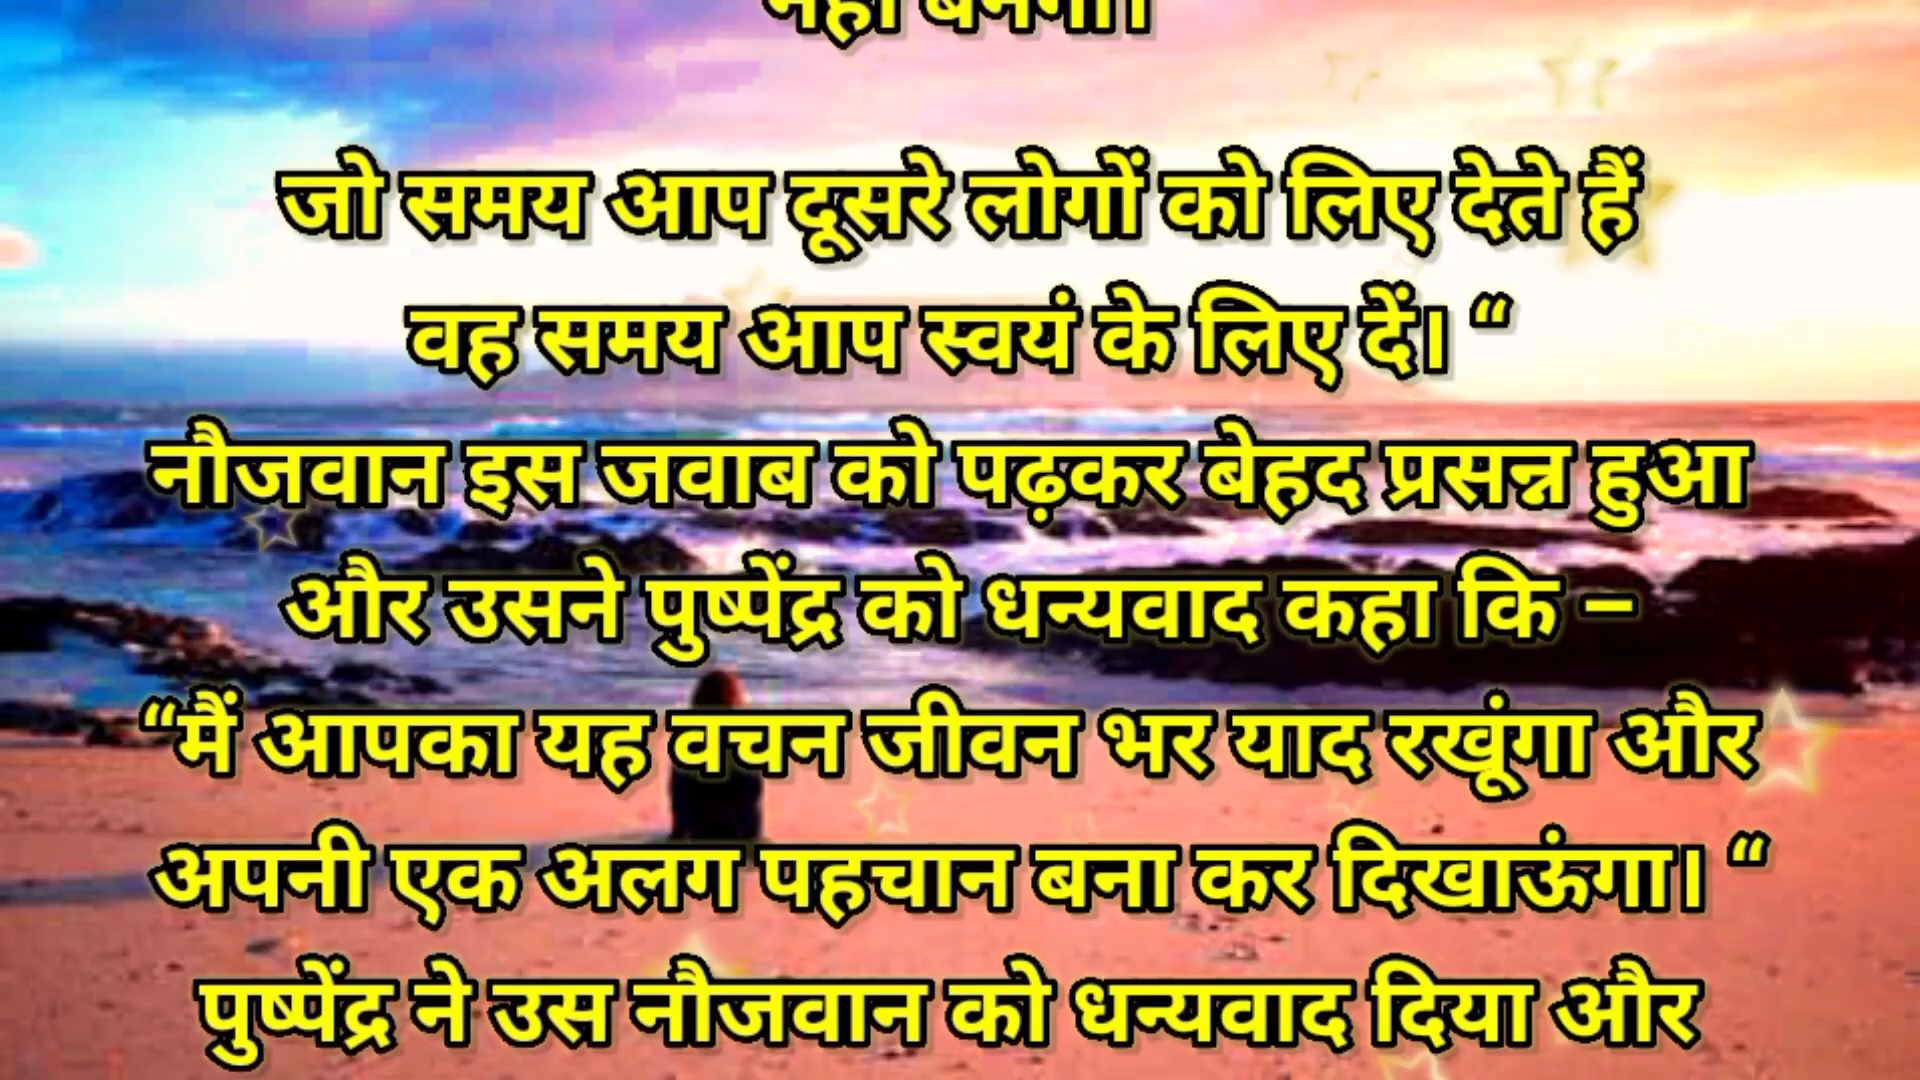 जो समय आप दूसरे लोगों को लिए देते हैं
वह समय आप स्वयं के लिए दें। “
नौजवान इस जवाब को पढ़कर बेहद प्रसन्न हुआ
और उसने पुष्पेंद्र को धन्यवाद कहा कि –
“मैं आपका यह वचन जीवन भर याद रखूंगा और
अपनी एक अलग पहचान बना कर दिखाऊंगा। “
पुष्पेंद्र ने उस नौजवान को धन्यवाद दिया और